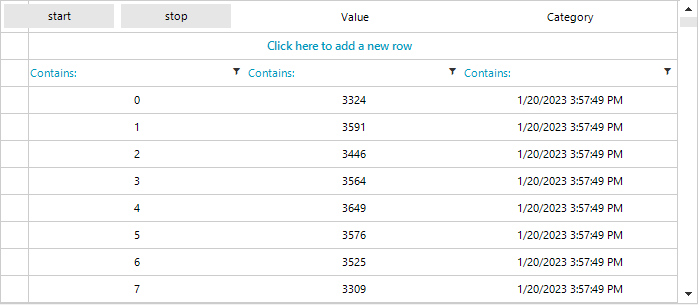 start stop Value Category
Click here to add a new row
Contains: Contains: Contains:
0 3324 1/20/2023 3:57:49 PM
1 3591 1/20/2023 3:57:49 PM
2 3446 1/20/2023 3:57:49 PM
3 3564 1/20/2023 3:57:49 PM
4 3649 1/20/2023 3:57:49 PM
5 3576 1/20/2023 3:57:49 PM
6 3525 1/20/2023 3:57:49 PM
7 3309 1/20/2023 3:57:49 PM